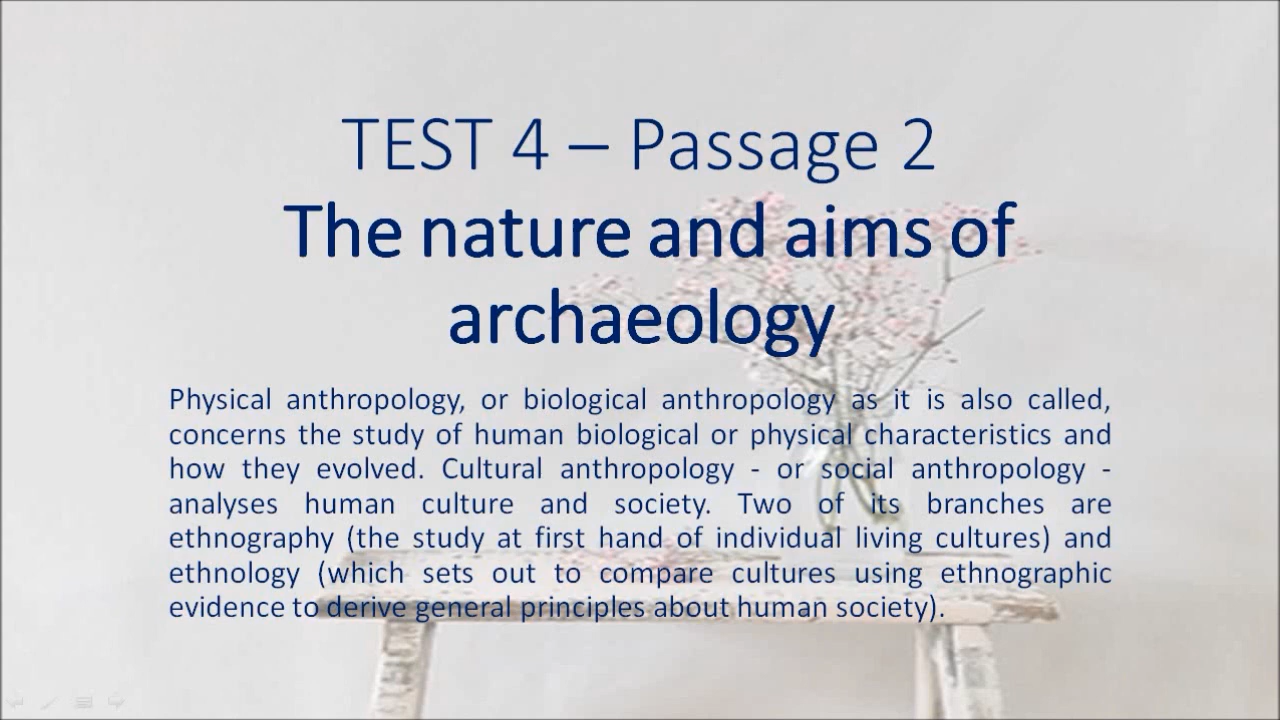 TEST 4 – Passage 2
The nature and aims of
archaeology
Physical anthropology, or biological anthropology as it is also called,
concerns the study of human biological or physical characteristics and
how they evolved. Cultural anthropology - or social anthropology -
analyses human culture and society. Two of its branches are
ethnography (the study at first hand of individual living cultures) and
ethnology (which sets out to compare cultures using ethnographic
evidence to derive general principles about human society).